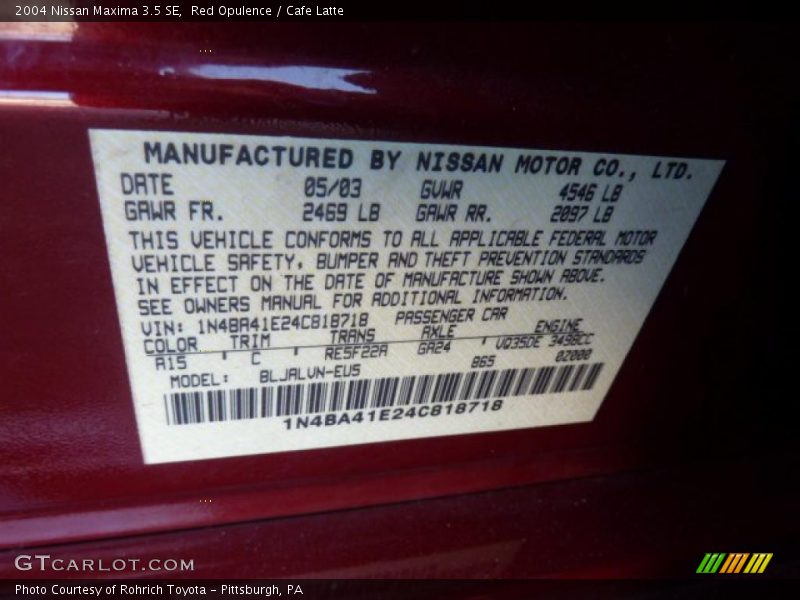 2004 Nissan Maxima 3.5 SE, Red Opulence / Cafe Latte
MANUFACTURED BY NISSAN MOTOR CO., LTD.
DATE 05/03 GVWR 4546 LB
GAWR FR. 2469 LB GAWR RR. 2097 LB
THIS VEHICLE CONFORMS TO ALL APPLICABLE FEDERAL MOTOR
VEHICLE SAFETY, BUMPER AND THEFT PREVENTION STANDARDS
IN EFFECT ON THE DATE OF MANUFACTURE SHOWN ABOVE.
SEE OWNERS MANUAL FOR ADDITIONAL INFORMATION.
VIN: 1N4BA41E24C818718 PASSENGER CAR
COLOR TRIM TRANS AXLE ENGINE
A15 C RE5F22A GA24 VQ35DE 3498CC
MODEL: BLJALVN-EUS 865 02000
1N4BA41E24C818718
GTCARLOT.COM
Photo Courtesy of Rohrich Toyota - Pittsburgh, PA